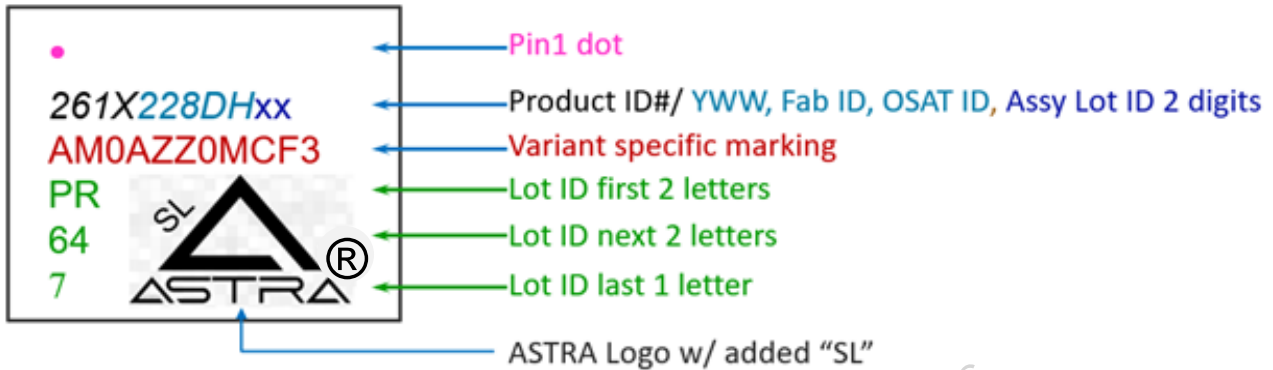 Pin1 dot
261X228DHxx Product ID#/ YWW, Fab ID, OSAT ID, Assy Lot ID 2 digits
AM0AZZ0MCF3 Variant specific marking
PR Lot ID first 2 letters
SL
64 Lot ID next 2 letters
®
7 Lot ID last 1 letter
ASTRA
ASTRA Logo w/ added “SL”